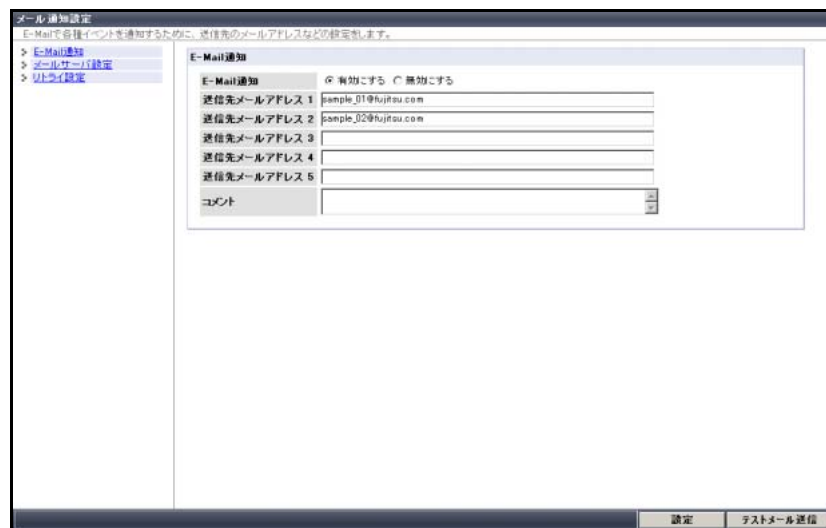 メール通知設定
E-Mailで各種イベントを通知するために、送信先のメールアドレスなどの設定をします。
> E-Mail通知
> メールサーバ設定
> リトライ設定
E-Mail通知
E-Mail通知 有効にする 無効にする
送信先メールアドレス 1 sample_01@fujitsu.com
送信先メールアドレス 2 sample_02@fujitsu.com
送信先メールアドレス 3
送信先メールアドレス 4
送信先メールアドレス 5
コメント
設定 テストメール送信